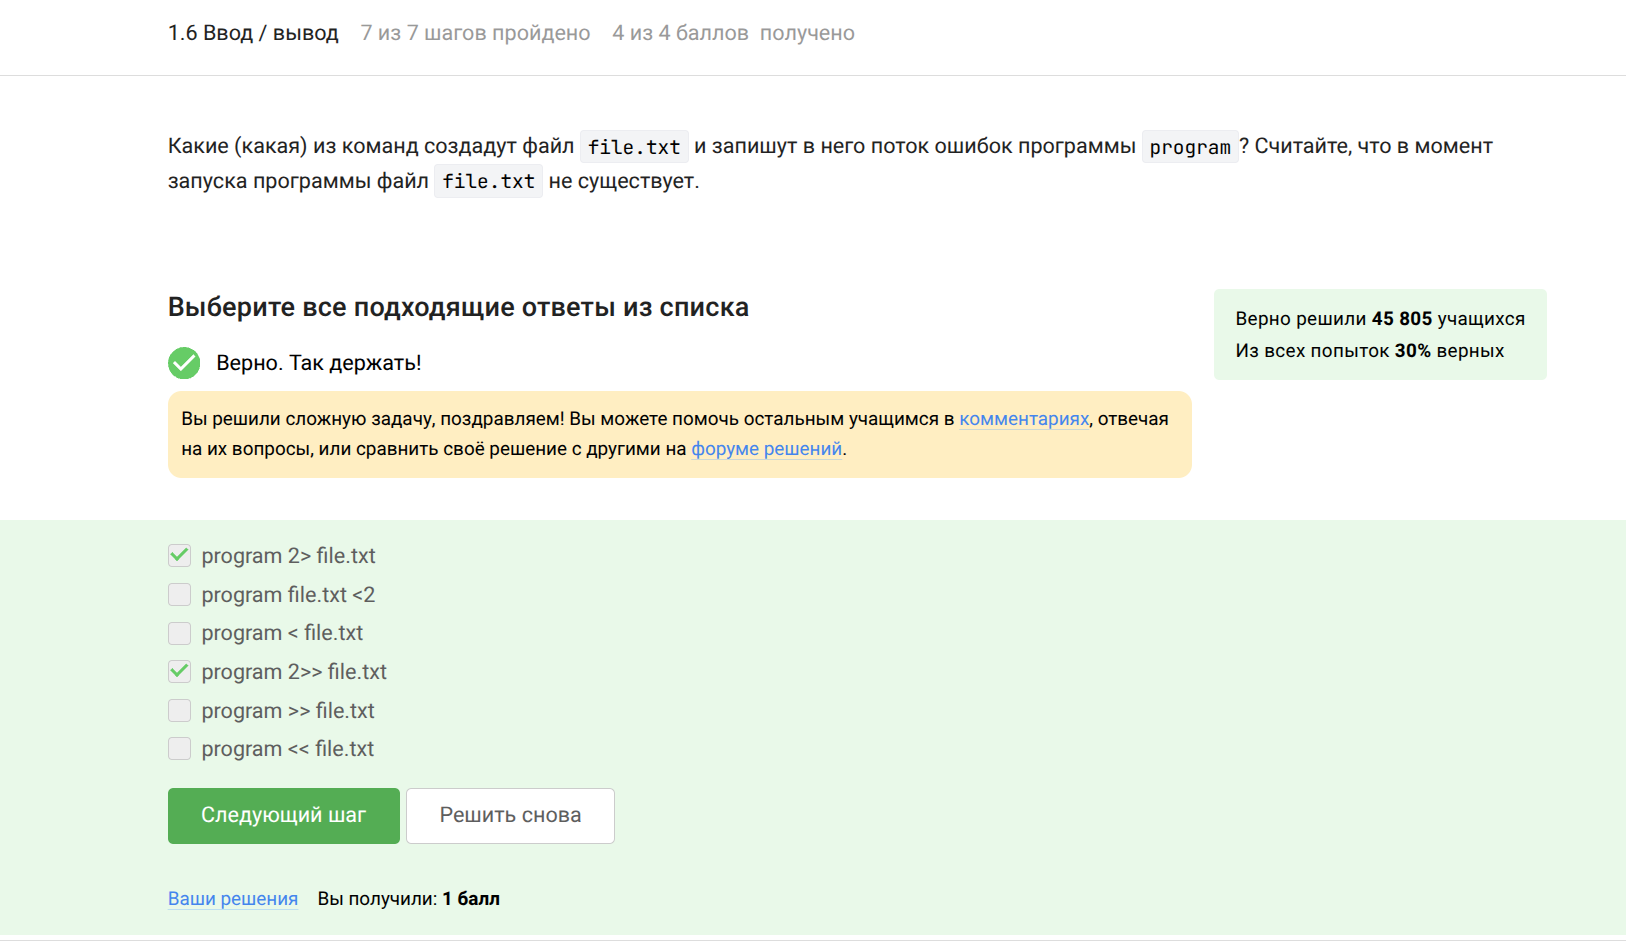 1.6 Ввод / вывод 7 из 7 шагов пройдено 4 из 4 баллов получено
Какие (какая) из команд создадут файл file.txt и запишут в него поток ошибок программы program? Считайте, что в момент
запуска программы файл file.txt не существует.
Выберите все подходящие ответы из списка
Верно решили 45 805 учащихся
Из всех попыток 30% верных
Верно. Так держать!
Вы решили сложную задачу, поздравляем! Вы можете помочь остальным учащимся в комментариях, отвечая
на их вопросы, или сравнить своё решение с другими на форуме решений.
program 2> file.txt
program file.txt <2
program < file.txt
program 2>> file.txt
program >> file.txt
program << file.txt
Следующий шаг Решить снова
Ваши решения Вы получили: 1 балл